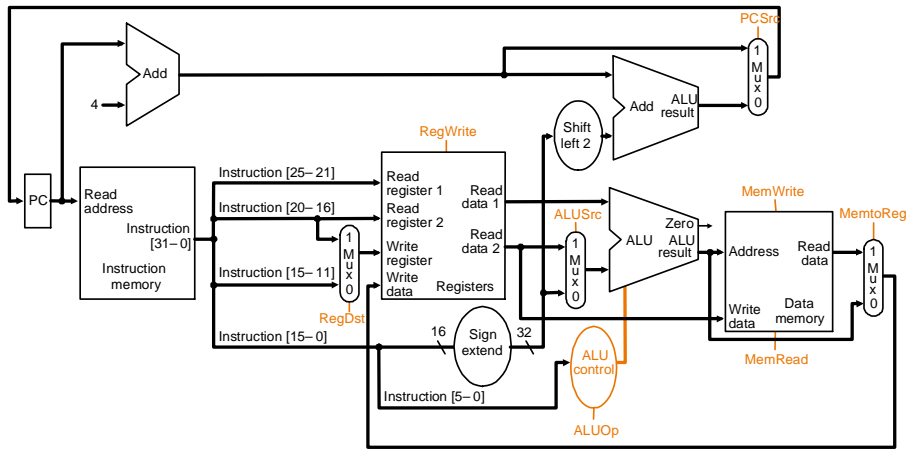 PCSrc
1
M
u
x
0
Add
4
Add
ALU
result
Shift
left 2
RegWrite
PC
Read
address
Instruction
[31–0]
Instruction
memory
Instruction [25–21]
Instruction [20–16]
Instruction [15–11]
Instruction [15–0]
Instruction [5–0]
1
M
u
x
0
RegDst
Read
register 1
Read
register 2
Write
register
Write
data
Read
data 1
Read
data 2
Registers
16
Sign
extend
32
ALUSrc
1
M
u
x
0
Zero
ALU
ALU
result
ALU
control
ALUOp
MemWrite
Address
Read
data
Write
data
Data
memory
MemRead
MemtoReg
1
M
u
x
0